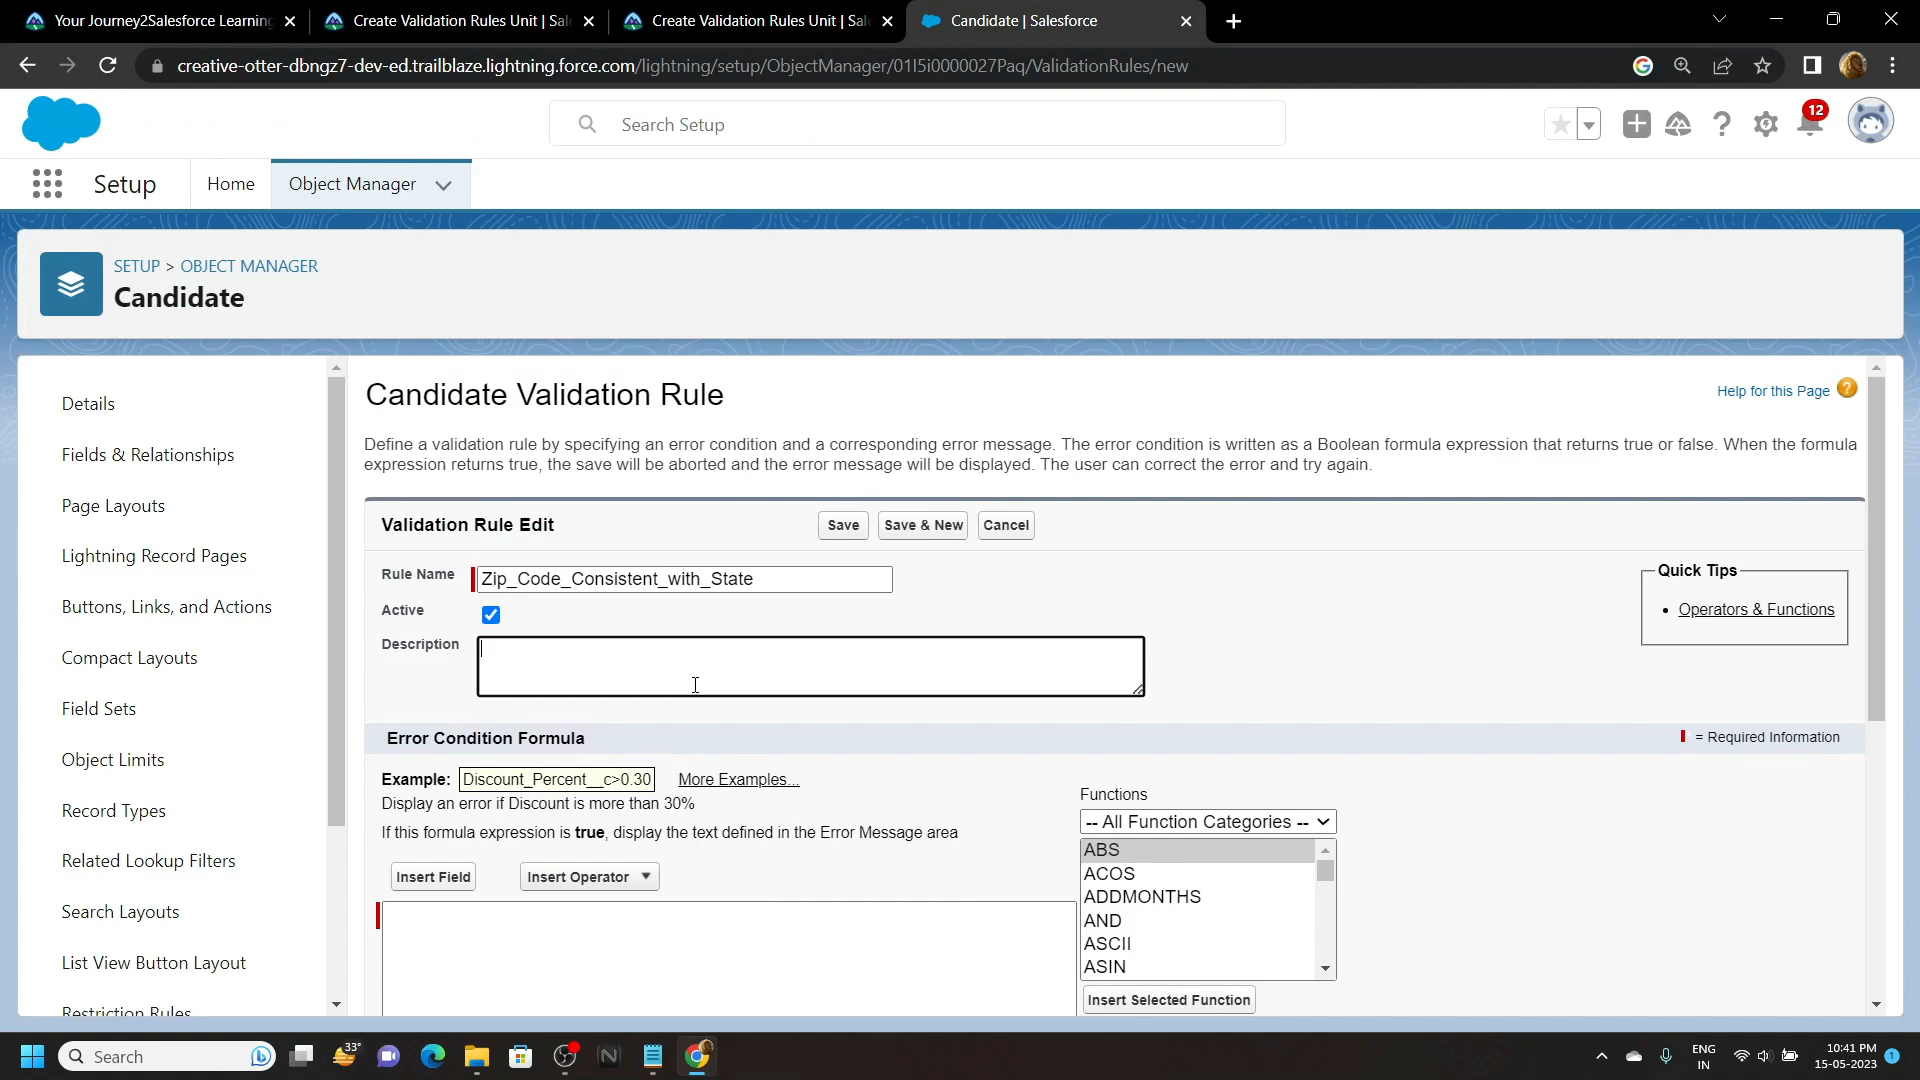 Your Journey2Salesforce Learning
Create Validation Rules Unit | Sal
Create Validation Rules Unit | Sal
Candidate | Salesforce
creative-otter-dbngz7-dev-ed.trailblaze.lightning.force.com/lightning/setup/ObjectManager/01I5i0000027Paq/ValidationRules/new
Search Setup
12
Setup
Home
Object Manager
SETUP > OBJECT MANAGER
Candidate
Details
Fields & Relationships
Page Layouts
Lightning Record Pages
Buttons, Links, and Actions
Compact Layouts
Field Sets
Object Limits
Record Types
Related Lookup Filters
Search Layouts
List View Button Layout
Restriction Rules
Candidate Validation Rule
Help for this Page ?
Define a validation rule by specifying an error condition and a corresponding error message. The error condition is written as a Boolean formula expression that returns true or false. When the formula
expression returns true, the save will be aborted and the error message will be displayed. The user can correct the error and try again.
Validation Rule Edit
Save
Save & New
Cancel
Rule Name
Zip_Code_Consistent_with_State
Active
Description
Quick Tips
• Operators & Functions
Error Condition Formula
= Required Information
Example: Discount_Percent__c>0.30 More Examples...
Display an error if Discount is more than 30%
If this formula expression is true, display the text defined in the Error Message area
Insert Field
Insert Operator
Functions
-- All Function Categories --
ABS
ACOS
ADDMONTHS
AND
ASCII
ASIN
Insert Selected Function
Search
33°
ENG
IN
10:41 PM
15-05-2023
1